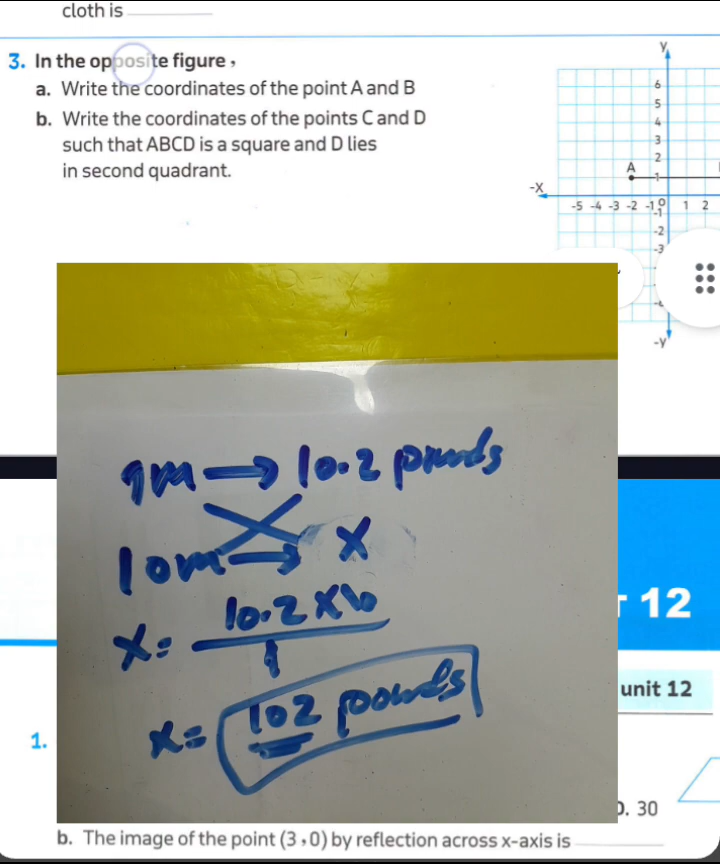 cloth is
3. In the opposite figure ,
a. Write the coordinates of the point A and B
b. Write the coordinates of the points C and D
such that ABCD is a square and D lies
in second quadrant.
y
6
5
4
3
2
A
1
-x
-5 -4 -3 -2 -1 0 1 2
-1
-2
-3
-y
1m → 10.2 pounds
10m → X
X = 10.2 X 10
1
X = 102 pounds
12
unit 12
1.
30
b. The image of the point (3 , 0) by reflection across x-axis is